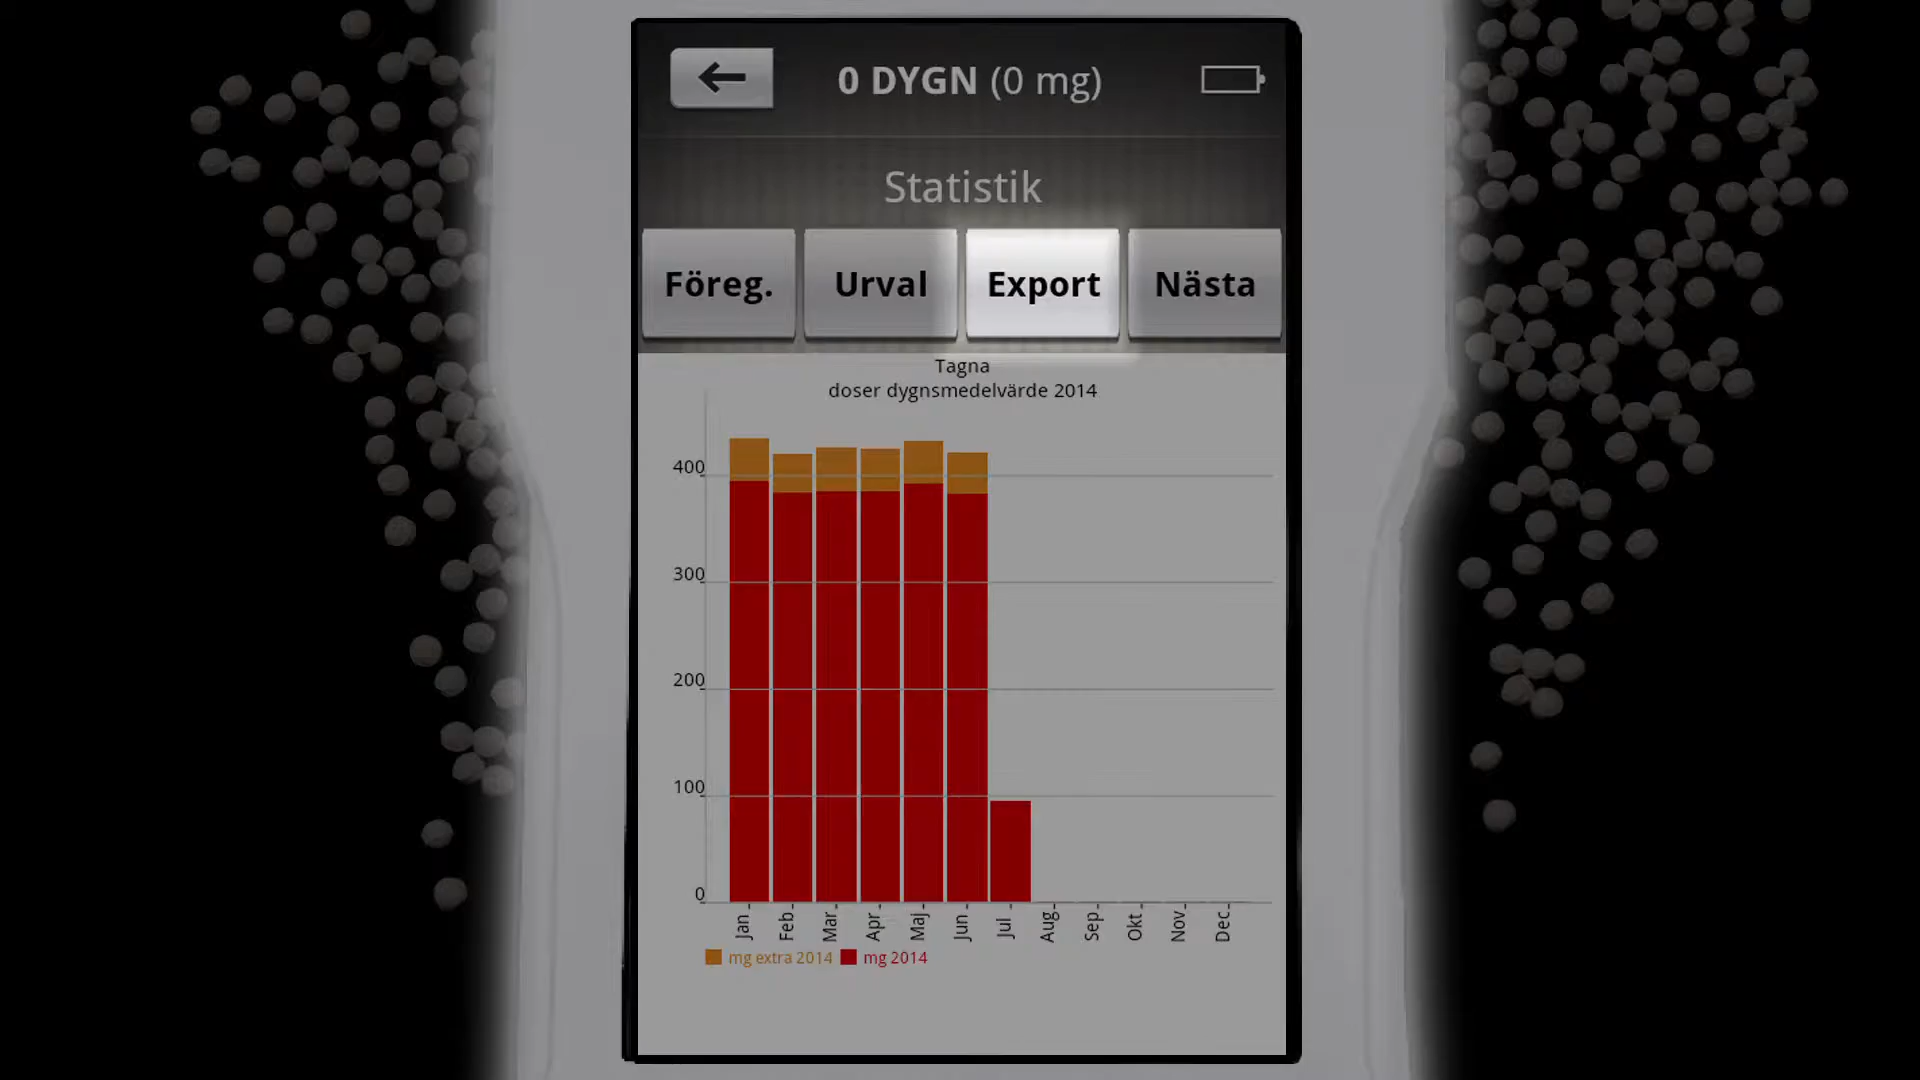 0 DYGN (0 mg)
Statistik
Föreg. Urval Export Nästa
Tagna
doser dygnsmedelvärde 2014
400
300
200
100
0
Jan Feb Mar Apr Maj Jun Jul Aug Sep Okt Nov Dec
mg extra 2014 mg 2014